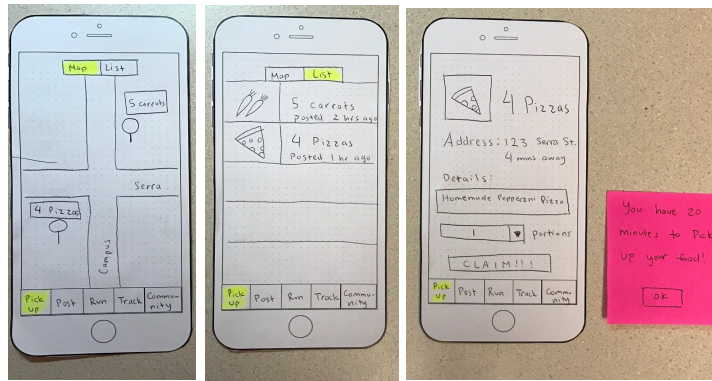 Map List
5 carrots
Serra
4 Pizzas
Campus
Pick up Post Run Track Commu-nity
Map List
5 carrots
Posted 2 hrs ago
4 Pizzas
Posted 1 hr ago
Pick up Post Run Track Commu-nity
4 Pizzas
Address: 123 Serra St.
4 mins away
Details:
Homemade Pepperoni Pizza
1 portions
CLAIM!!!
Pick up Post Run Track Commu-nity
You have 20
minutes to Pick
up your food!
OK